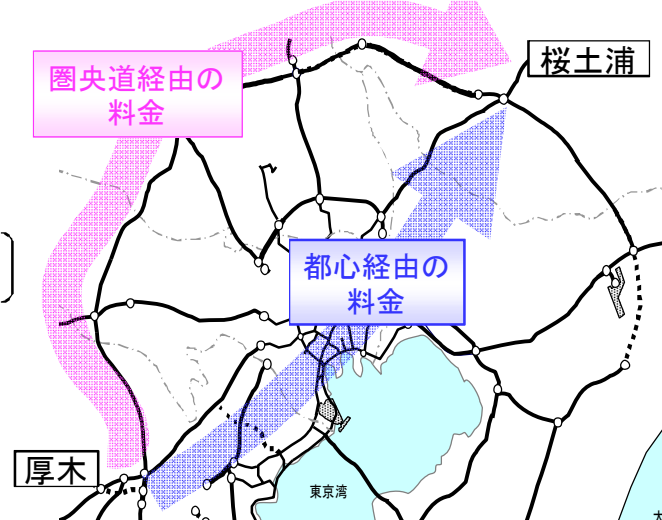 圏央道経由の
料金
桜土浦
都心経由の
料金
厚木
東京湾